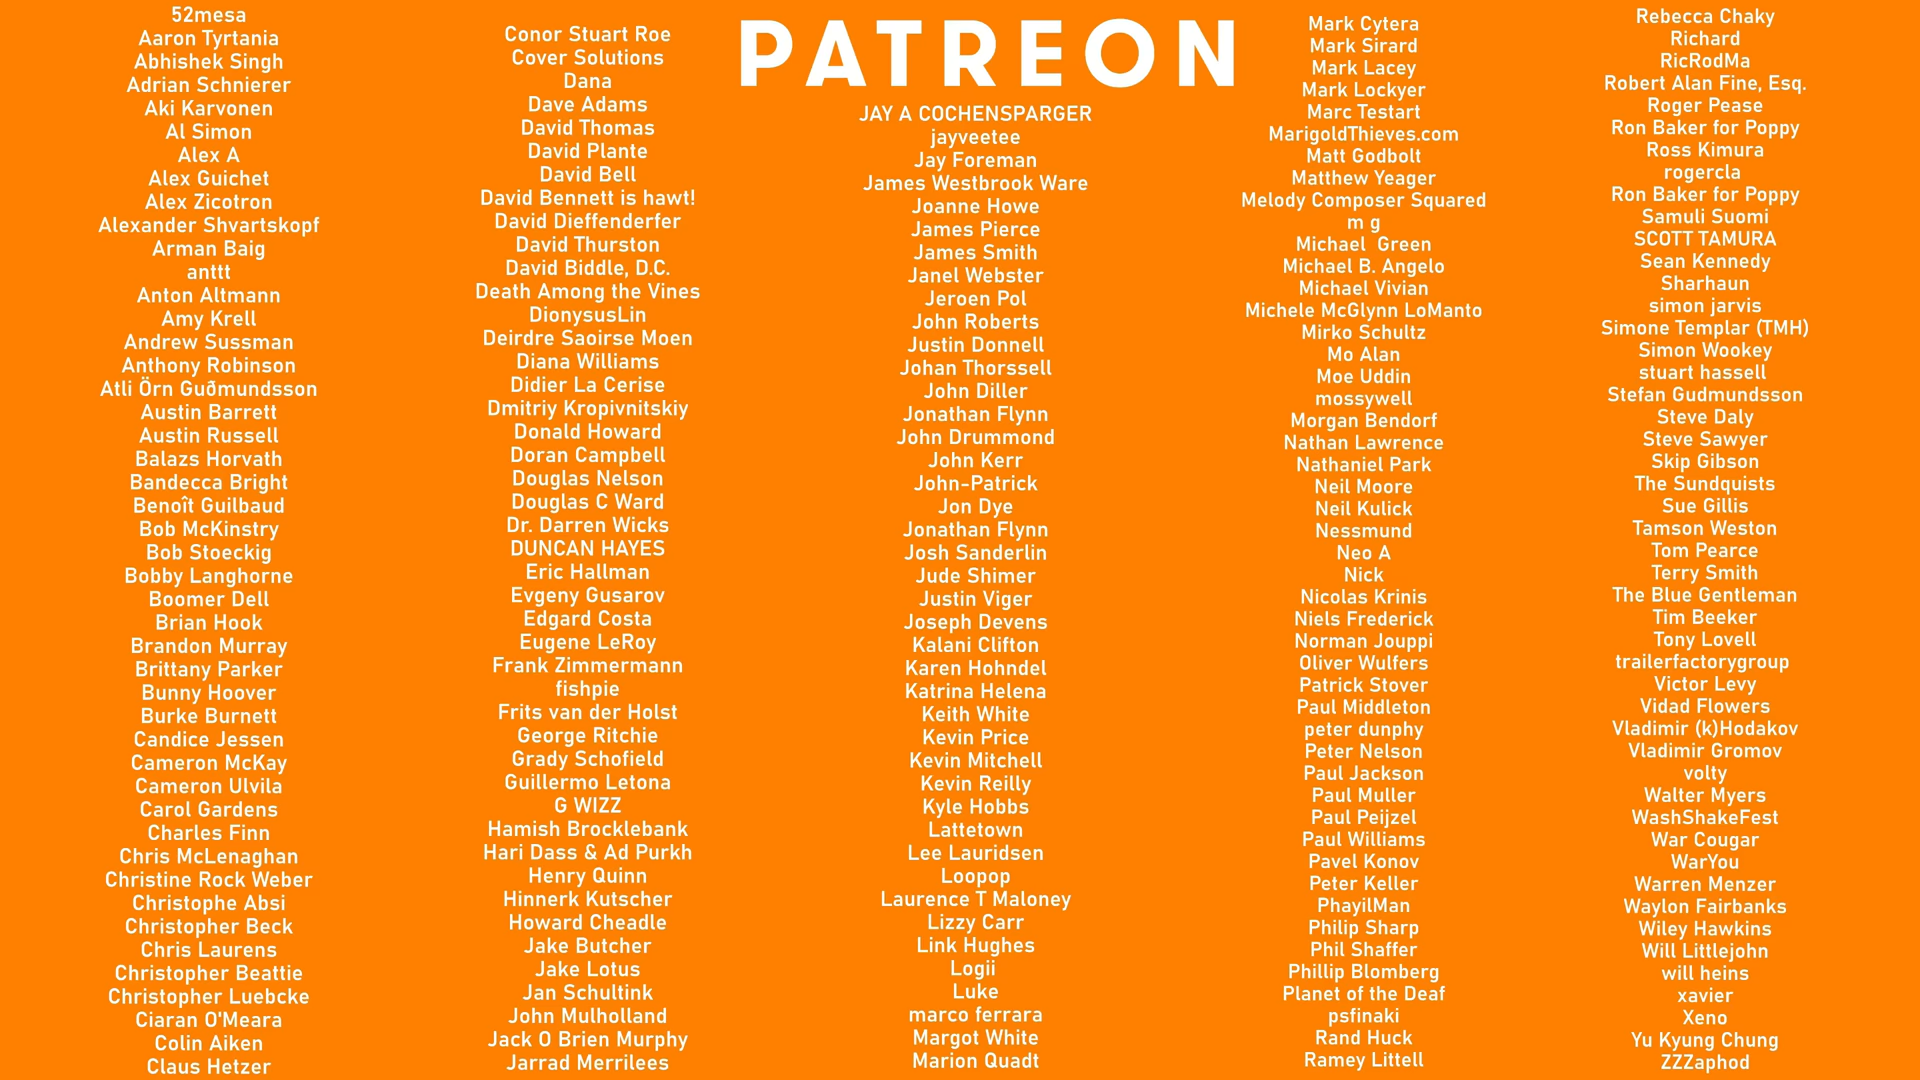 52mesa
Aaron Tyrtania
Abhishek Singh
Adrian Schnierer
Aki Karvonen
Al Simon
Alex A
Alex Guichet
Alex Zicotron
Alexander Shvartskopf
Arman Baig
anttt
Anton Altmann
Amy Krell
Andrew Sussman
Anthony Robinson
Atli Örn Guðmundsson
Austin Barrett
Austin Russell
Balazs Horvath
Bandecca Bright
Benoît Guilbaud
Bob McKinstry
Bob Stoeckig
Bobby Langhorne
Boomer Dell
Brian Hook
Brandon Murray
Brittany Parker
Bunny Hoover
Burke Burnett
Candice Jessen
Cameron McKay
Cameron Ulvila
Carol Gardens
Charles Finn
Chris McLenaghan
Christine Rock Weber
Christophe Absi
Christopher Beck
Chris Laurens
Christopher Beattie
Christopher Luebcke
Ciaran O'Meara
Colin Aiken
Claus Hetzer
Conor Stuart Roe
Cover Solutions
Dana
Dave Adams
David Thomas
David Plante
David Bell
David Bennett is hawt!
David Dieffenderfer
David Thurston
David Biddle, D.C.
Death Among the Vines
DionysusLin
Deirdre Saoirse Moen
Diana Williams
Didier La Cerise
Dmitriy Kropivnitskiy
Donald Howard
Doran Campbell
Douglas Nelson
Douglas C Ward
Dr. Darren Wicks
DUNCAN HAYES
Eric Hallman
Evgeny Gusarov
Edgard Costa
Eugene LeRoy
Frank Zimmermann
fishpie
Frits van der Holst
George Ritchie
Grady Schofield
Guillermo Letona
G WIZZ
Hamish Brocklebank
Hari Dass & Ad Purkh
Henry Quinn
Hinnerk Kutscher
Howard Cheadle
Jake Butcher
Jake Lotus
Jan Schultink
John Mulholland
Jack O Brien Murphy
Jarrad Merrilees
PATREON
JAY A COCHENSPARGER
jayveetee
Jay Foreman
James Westbrook Ware
Joanne Howe
James Pierce
James Smith
Janel Webster
Jeroen Pol
John Roberts
Justin Donnell
Johan Thorssell
John Diller
Jonathan Flynn
John Drummond
John Kerr
John-Patrick
Jon Dye
Jonathan Flynn
Josh Sanderlin
Jude Shimer
Justin Viger
Joseph Devens
Kalani Clifton
Karen Hohndel
Katrina Helena
Keith White
Kevin Price
Kevin Mitchell
Kevin Reilly
Kyle Hobbs
Lattetown
Lee Lauridsen
Loopop
Laurence T Maloney
Lizzy Carr
Link Hughes
Logii
Luke
marco ferrara
Margot White
Marion Quadt
Mark Cytera
Mark Sirard
Mark Lacey
Mark Lockyer
Marc Testart
MarigoldThieves.com
Matt Godbolt
Matthew Yeager
Melody Composer Squared
m g
Michael  Green
Michael B. Angelo
Michael Vivian
Michele McGlynn LoManto
Mirko Schultz
Mo Alan
Moe Uddin
mossywell
Morgan Bendorf
Nathan Lawrence
Nathaniel Park
Neil Moore
Neil Kulick
Nessmund
Neo A
Nick
Nicolas Krinis
Niels Frederick
Norman Jouppi
Oliver Wulfers
Patrick Stover
Paul Middleton
peter dunphy
Peter Nelson
Paul Jackson
Paul Muller
Paul Peijzel
Paul Williams
Pavel Konov
Peter Keller
PhayilMan
Philip Sharp
Phil Shaffer
Phillip Blomberg
Planet of the Deaf
psfinaki
Rand Huck
Ramey Littell
Rebecca Chaky
Richard
RicRodMa
Robert Alan Fine, Esq.
Roger Pease
Ron Baker for Poppy
Ross Kimura
rogercla
Ron Baker for Poppy
Samuli Suomi
SCOTT TAMURA
Sean Kennedy
Sharhaun
simon jarvis
Simone Templar (TMH)
Simon Wookey
stuart hassell
Stefan Gudmundsson
Steve Daly
Steve Sawyer
Skip Gibson
The Sundquists
Sue Gillis
Tamson Weston
Tom Pearce
Terry Smith
The Blue Gentleman
Tim Beeker
Tony Lovell
trailerfactorygroup
Victor Levy
Vidad Flowers
Vladimir (k)Hodakov
Vladimir Gromov
volty
Walter Myers
WashShakeFest
War Cougar
WarYou
Warren Menzer
Waylon Fairbanks
Wiley Hawkins
Will Littlejohn
will heins
xavier
Xeno
Yu Kyung Chung
ZZZaphod